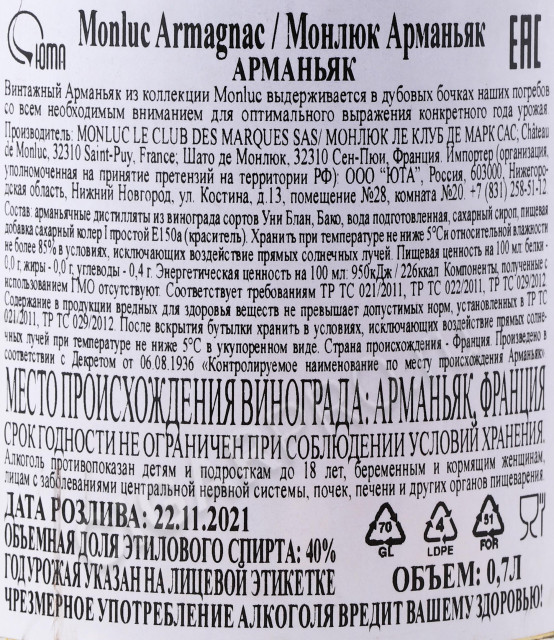 ЮТА
Monluc Armagnac / Монлюк Арманьяк
АРМАНЬЯК
EAC
Винтажный Арманьяк из коллекции Monluc выдерживается в дубовых бочках наших погребов
со всем необходимым вниманием для оптимального выражения конкретного года урожая
Производитель: MONLUC LE CLUB DES MARQUES SAS/ МОНЛЮК ЛЕ КЛУБ ДЕ МАРК САС, Château
de Monluc, 32310 Saint-Puy, France; Шато де Монлюк, 32310 Сен-Пюи, Франция. Импортер (организация,
уполномоченная на принятие претензий на территории РФ): ООО "ЮТА", Россия, 603000, Нижегоро-
дская область, Нижний Новгород, ул. Костина, д.13, помещение №28, комната №20. +7 (831) 258-51-12
Состав: арманьячные дистилляты из винограда сортов Уни Блан, Бако, вода подготовленная, сахарный сироп, пищевая
добавка сахарный колер I простой E150a (краситель). Хранить при температуре не ниже 5°С и относительной влажности
не более 85% в условиях, исключающих воздействие прямых солнечных лучей. Пищевая ценность на 100 мл: белки -
0,0 г, жиры - 0,0 г, углеводы - 0,4 г. Энергетическая ценность на 100 мл: 950кДж / 226ккал. Компоненты, полученные с
использованием ГМО отсутствуют. Соответствует требованиям ТР ТС 021/2011, ТР ТС 022/2011, ТР ТС 029/2012.
Содержание в продукции вредных для здоровья веществ не превышает допустимых норм, установленных в ТР ТС
021/2011, ТР ТС 029/2012. После вскрытия бутылки хранить в условиях, исключающих воздействие прямых солне-
чных лучей при температуре не ниже 5°С в укупоренном виде. Страна происхождения - Франция. Произведено в
соответствии с Декретом от 06.08.1936 «Контролируемое наименование по месту происхождения Арманьяк»
МЕСТО ПРОИСХОЖДЕНИЯ ВИНОГРАДА: АРМАНЬЯК, ФРАНЦИЯ
СРОК ГОДНОСТИ НЕ ОГРАНИЧЕН ПРИ СОБЛЮДЕНИИ УСЛОВИЙ ХРАНЕНИЯ.
Алкоголь противопоказан детям и подросткам до 18 лет, беременным и кормящим женщинам,
лицам с заболеваниями центральной нервной системы, почек, печени и других органов пищеварения
ДАТА РОЗЛИВА: 22.11.2021
ОБЪЕМНАЯ ДОЛЯ ЭТИЛОВОГО СПИРТА: 40%
ГОД УРОЖАЯ УКАЗАН НА ЛИЦЕВОЙ ЭТИКЕТКЕ
70
GL
4
LDPE
51
FOR
ОБЪЕМ: 0,7Л
ЧРЕЗМЕРНОЕ УПОТРЕБЛЕНИЕ АЛКОГОЛЯ ВРЕДИТ ВАШЕМУ ЗДОРОВЬЮ!